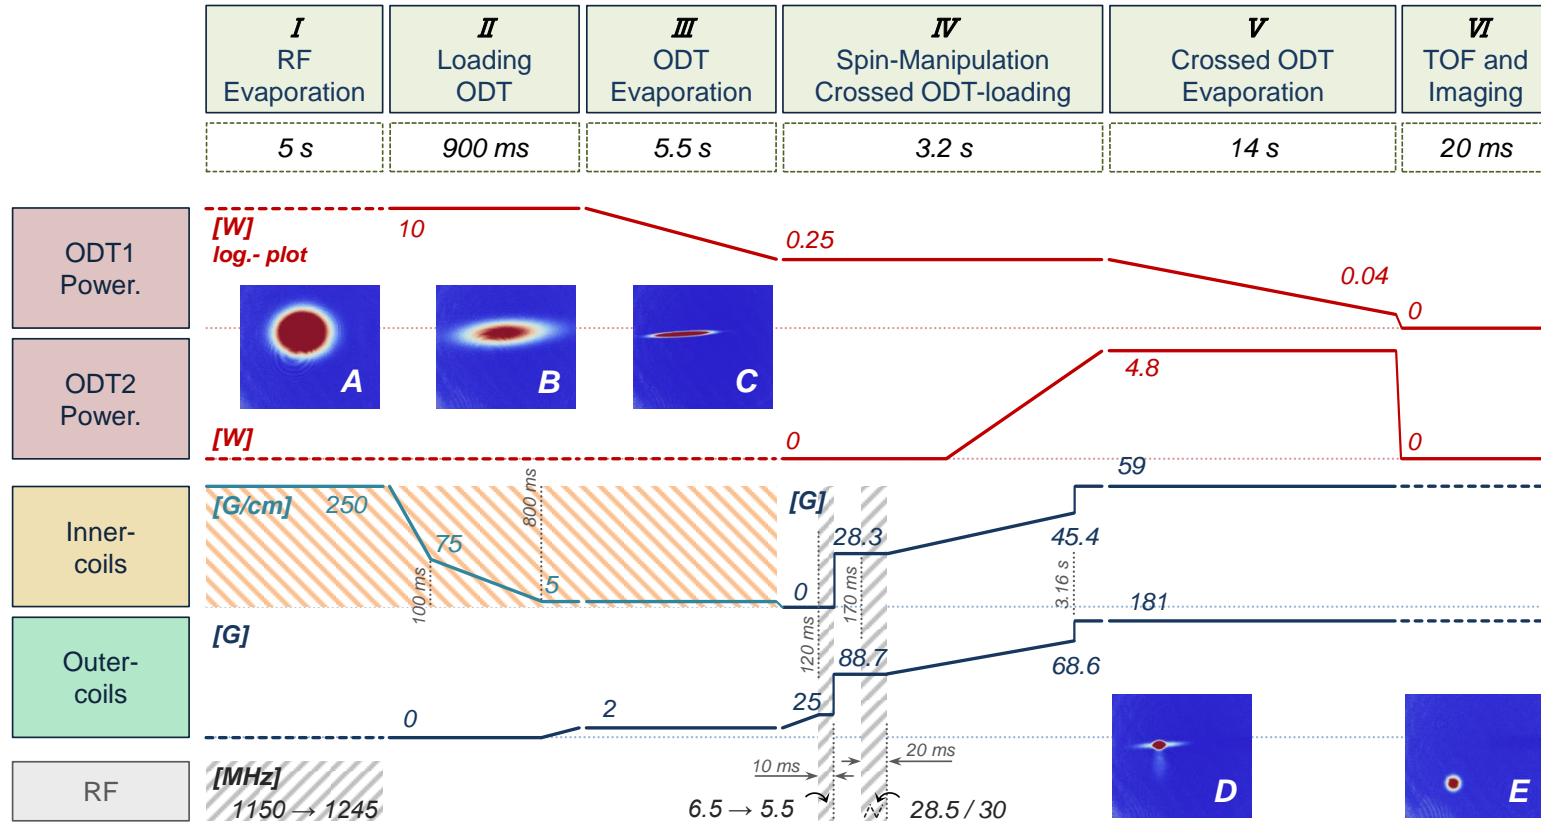 I
RF
Evaporation
II
Loading
ODT
III
ODT
Evaporation
IV
Spin-Manipulation
Crossed ODT-loading
V
Crossed ODT
Evaporation
VI
TOF and
Imaging
5 s
900 ms
5.5 s
3.2 s
14 s
20 ms
ODT1
Power.
[W]
log.- plot
10
0.25
0.04
0
A
B
C
ODT2
Power.
[W]
0
4.8
0
Inner-
coils
[G/cm]
250
75
100 ms
800 ms
5
[G]
0
28.3
170 ms
45.4
3.16 s
59
Outer-
coils
[G]
0
2
25
120 ms
88.7
68.6
181
D
E
RF
[MHz]
1150 → 1245
10 ms
20 ms
6.5 → 5.5
28.5 / 30